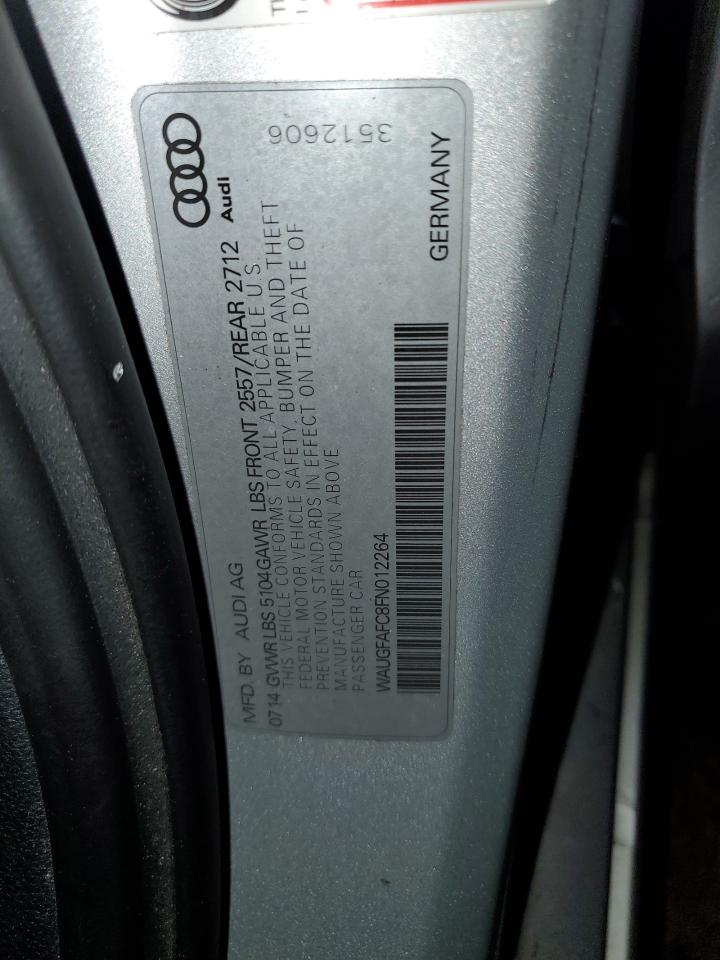 MFD. BY AUDI AG
Audi
0714 GVWR LBS 5104 GAWR LBS FRONT 2557/REAR 2712
THIS VEHICLE CONFORMS TO ALL APPLICABLE U.S
FEDERAL MOTOR VEHICLE SAFETY, BUMPER AND THEFT
PREVENTION STANDARDS IN EFFECT ON THE DATE OF
MANUFACTURE SHOWN ABOVE
PASSENGER CAR
3512606
WAUGFAFC8FN012264
GERMANY